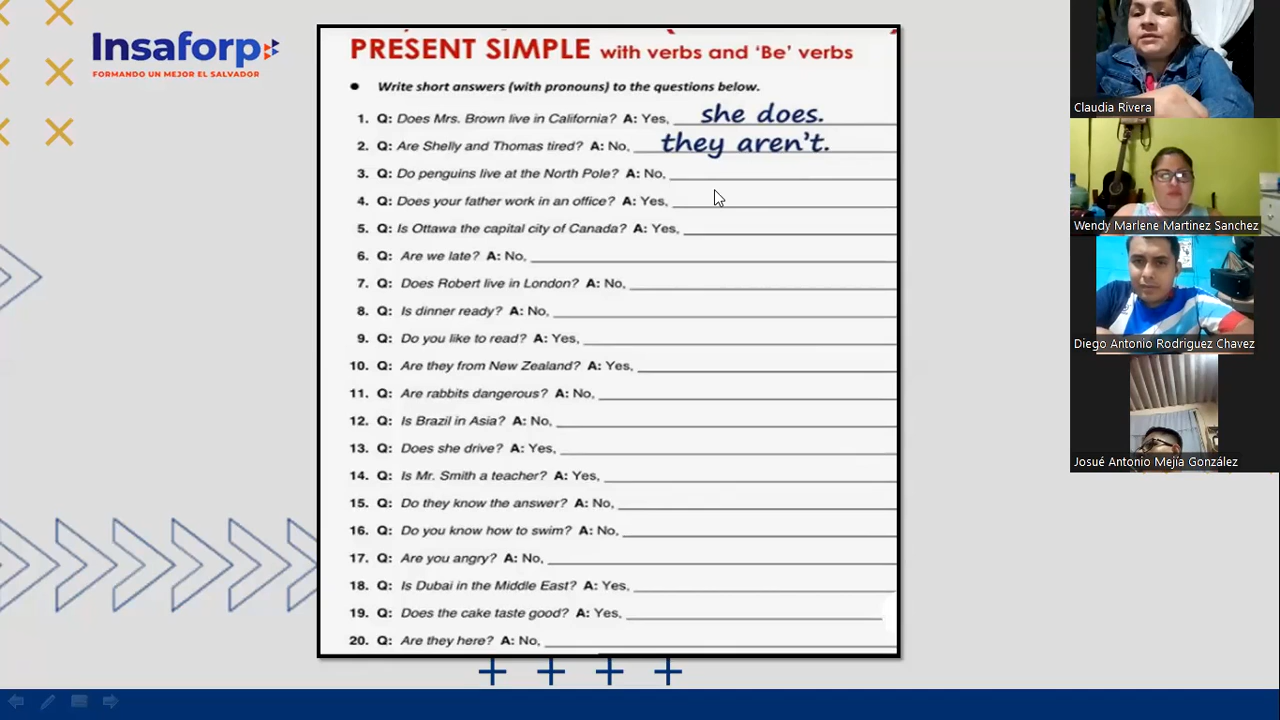 Insaforp
FORMANDO UN MEJOR EL SALVADOR
PRESENT SIMPLE with verbs and ‘Be’ verbs
● Write short answers (with pronouns) to the questions below.
1. Q: Does Mrs. Brown live in California? A: Yes, she does.
2. Q: Are Shelly and Thomas tired? A: No, they aren’t.
3. Q: Do penguins live at the North Pole? A: No,
4. Q: Does your father work in an office? A: Yes,
5. Q: Is Ottawa the capital city of Canada? A: Yes,
6. Q: Are we late? A: No,
7. Q: Does Robert live in London? A: No,
8. Q: Is dinner ready? A: No,
9. Q: Do you like to read? A: Yes,
10. Q: Are they from New Zealand? A: Yes,
11. Q: Are rabbits dangerous? A: No,
12. Q: Is Brazil in Asia? A: No,
13. Q: Does she drive? A: Yes,
14. Q: Is Mr. Smith a teacher? A: Yes,
15. Q: Do they know the answer? A: No,
16. Q: Do you know how to swim? A: No,
17. Q: Are you angry? A: No,
18. Q: Is Dubai in the Middle East? A: Yes,
19. Q: Does the cake taste good? A: Yes,
20. Q: Are they here? A: No,
Claudia Rivera
Wendy Marlene Martinez Sanchez
Diego Antonio Rodriguez Chavez
Josué Antonio Mejía González